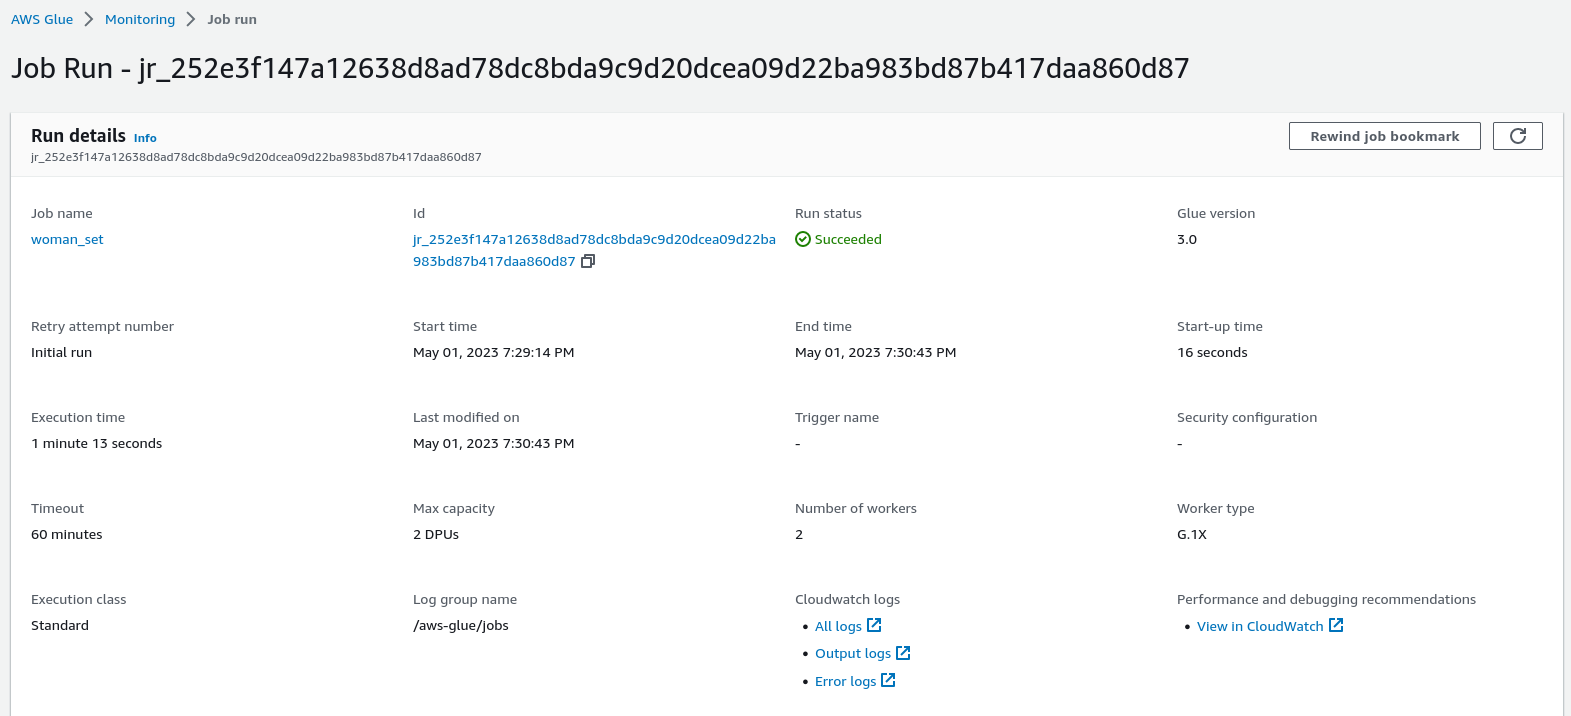 AWS Glue > Monitoring > Job run
Job Run - jr_252e3f147a12638d8ad78dc8bda9c9d20dcea09d22ba983bd87b417daa860d87
Run details Info
Rewind job bookmark
jr_252e3f147a12638d8ad78dc8bda9c9d20dcea09d22ba983bd87b417daa860d87
Job name
woman_set
Id
jr_252e3f147a12638d8ad78dc8bda9c9d20dcea09d22ba
983bd87b417daa860d87
Run status
Succeeded
Glue version
3.0
Retry attempt number
Initial run
Start time
May 01, 2023 7:29:14 PM
End time
May 01, 2023 7:30:43 PM
Start-up time
16 seconds
Execution time
1 minute 13 seconds
Last modified on
May 01, 2023 7:30:43 PM
Trigger name
-
Security configuration
-
Timeout
60 minutes
Max capacity
2 DPUs
Number of workers
2
Worker type
G.1X
Execution class
Standard
Log group name
/aws-glue/jobs
Cloudwatch logs
• All logs
• Output logs
• Error logs
Performance and debugging recommendations
• View in CloudWatch